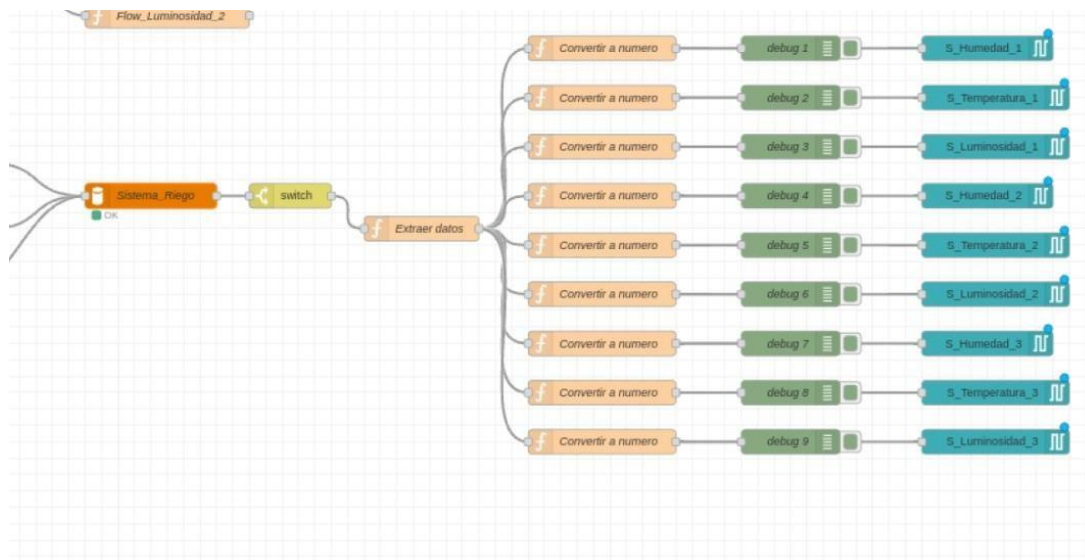 Flow_Luminosidad_2
Convertir a numero debug 1 S_Humedad_1
Convertir a numero debug 2 S_Temperatura_1
Convertir a numero debug 3 S_Luminosidad_1
Sistema_Riego switch Convertir a numero debug 4 S_Humedad_2
OK
Extraer datos
Convertir a numero debug 5 S_Temperatura_2
Convertir a numero debug 6 S_Luminosidad_2
Convertir a numero debug 7 S_Humedad_3
Convertir a numero debug 8 S_Temperatura_3
Convertir a numero debug 9 S_Luminosidad_3